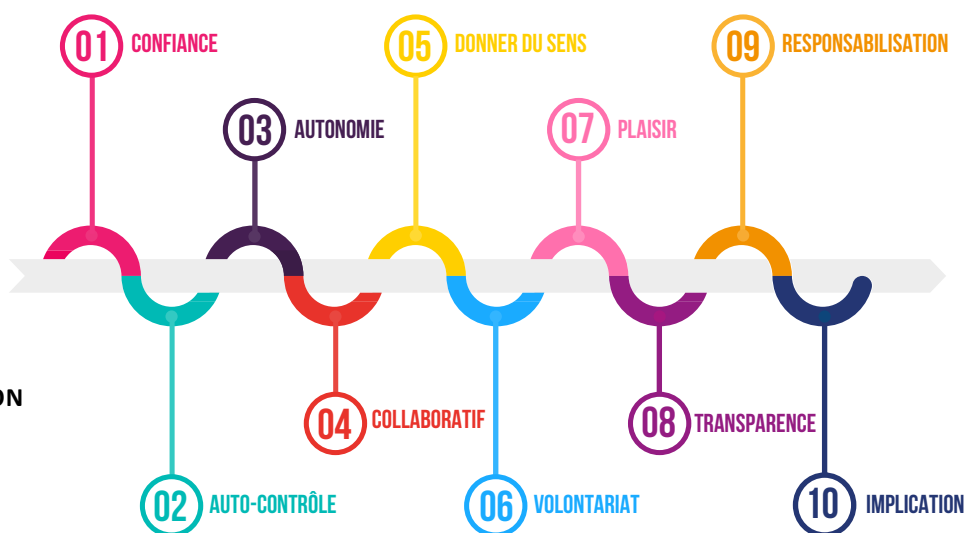 01 CONFIANCE
05 DONNER DU SENS
09 RESPONSABILISATION
03 AUTONOMIE
07 PLAISIR
ON
04 COLLABORATIF
08 TRANSPARENCE
02 AUTO-CONTRÔLE
06 VOLONTARIAT
10 IMPLICATION